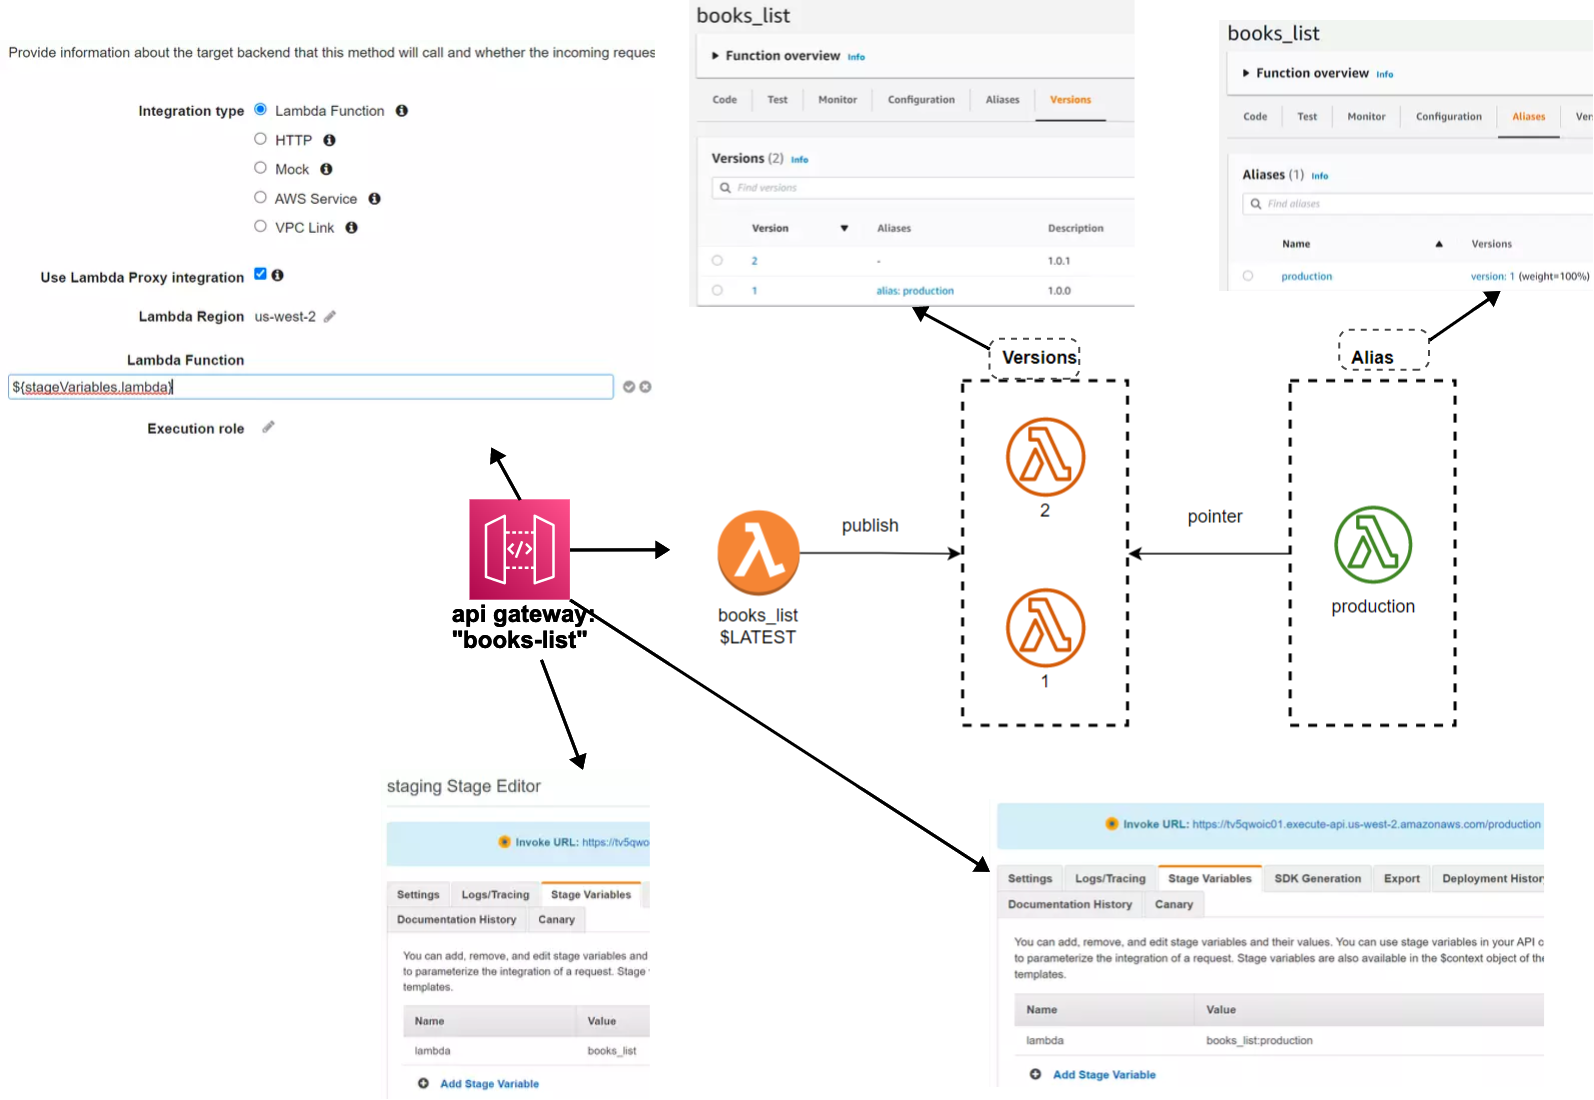 Provide information about the target backend that this method will call and whether the incoming reques
Integration type
Lambda Function
HTTP
Mock
AWS Service
VPC Link
Use Lambda Proxy integration
Lambda Region us-west-2
Lambda Function
${stageVariables.lambda}
Execution role
books_list
Function overview Info
Code Test Monitor Configuration Aliases Versions
Versions (2) Info
Find versions
Version Aliases Description
2 - 1.0.1
1 alias: production 1.0.0
books_list
Function overview Info
Code Test Monitor Configuration Aliases Ver
Aliases (1) Info
Find aliases
Name Versions
production version: 1 (weight=100%)
Versions
Alias
2
1
publish
pointer
books_list
$LATEST
production
api gateway:
"books-list"
staging Stage Editor
Invoke URL: https://tv5qwo
Settings Logs/Tracing Stage Variables
Documentation History Canary
You can add, remove, and edit stage variables and
to parameterize the integration of a request. Stage
templates.
Name Value
lambda books_list
Add Stage Variable
Invoke URL: https://tv5qwoic01.execute-api.us-west-2.amazonaws.com/production
Settings Logs/Tracing Stage Variables SDK Generation Export Deployment Histor
Documentation History Canary
You can add, remove, and edit stage variables and their values. You can use stage variables in your API c
to parameterize the integration of a request. Stage variables are also available in the $context object of the
templates.
Name Value
lambda books_list:production
Add Stage Variable